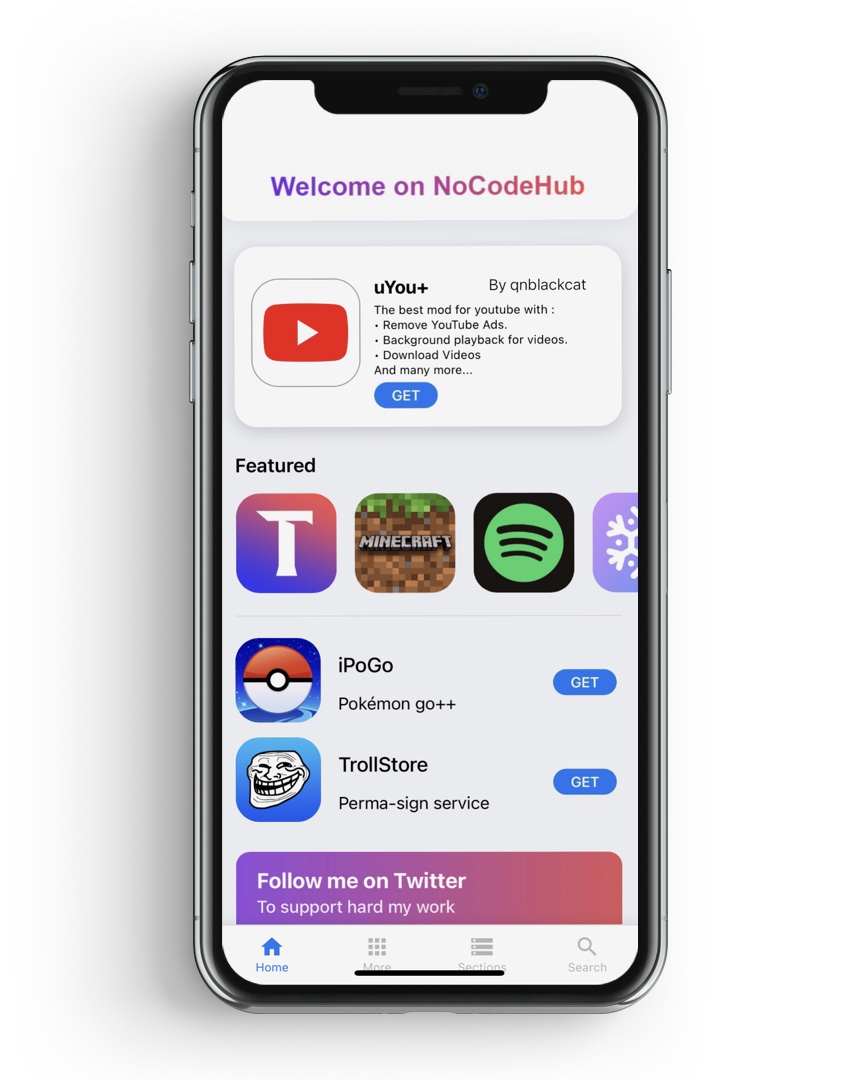 Welcome on NoCodeHub
uYou+ By qnblackcat
The best mod for youtube with :
• Remove YouTube Ads.
• Background playback for videos.
• Download Videos
And many more...
GET
Featured
T
MINECRAFT
iPoGo
Pokémon go++
GET
TrollStore
Perma-sign service
GET
Follow me on Twitter
To support hard my work
Home More Sections Search